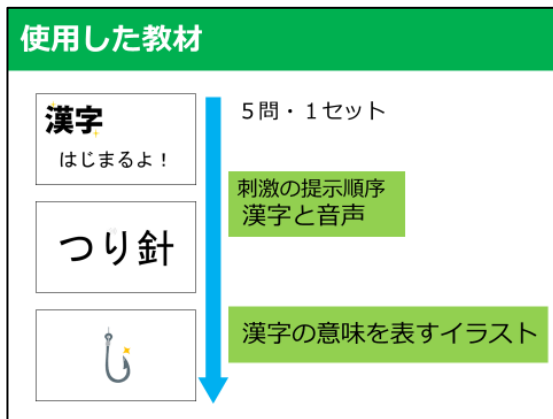 使用した教材
漢字
はじまるよ！
つり針
５問・１セット
刺激の提示順序
漢字と音声
漢字の意味を表すイラスト